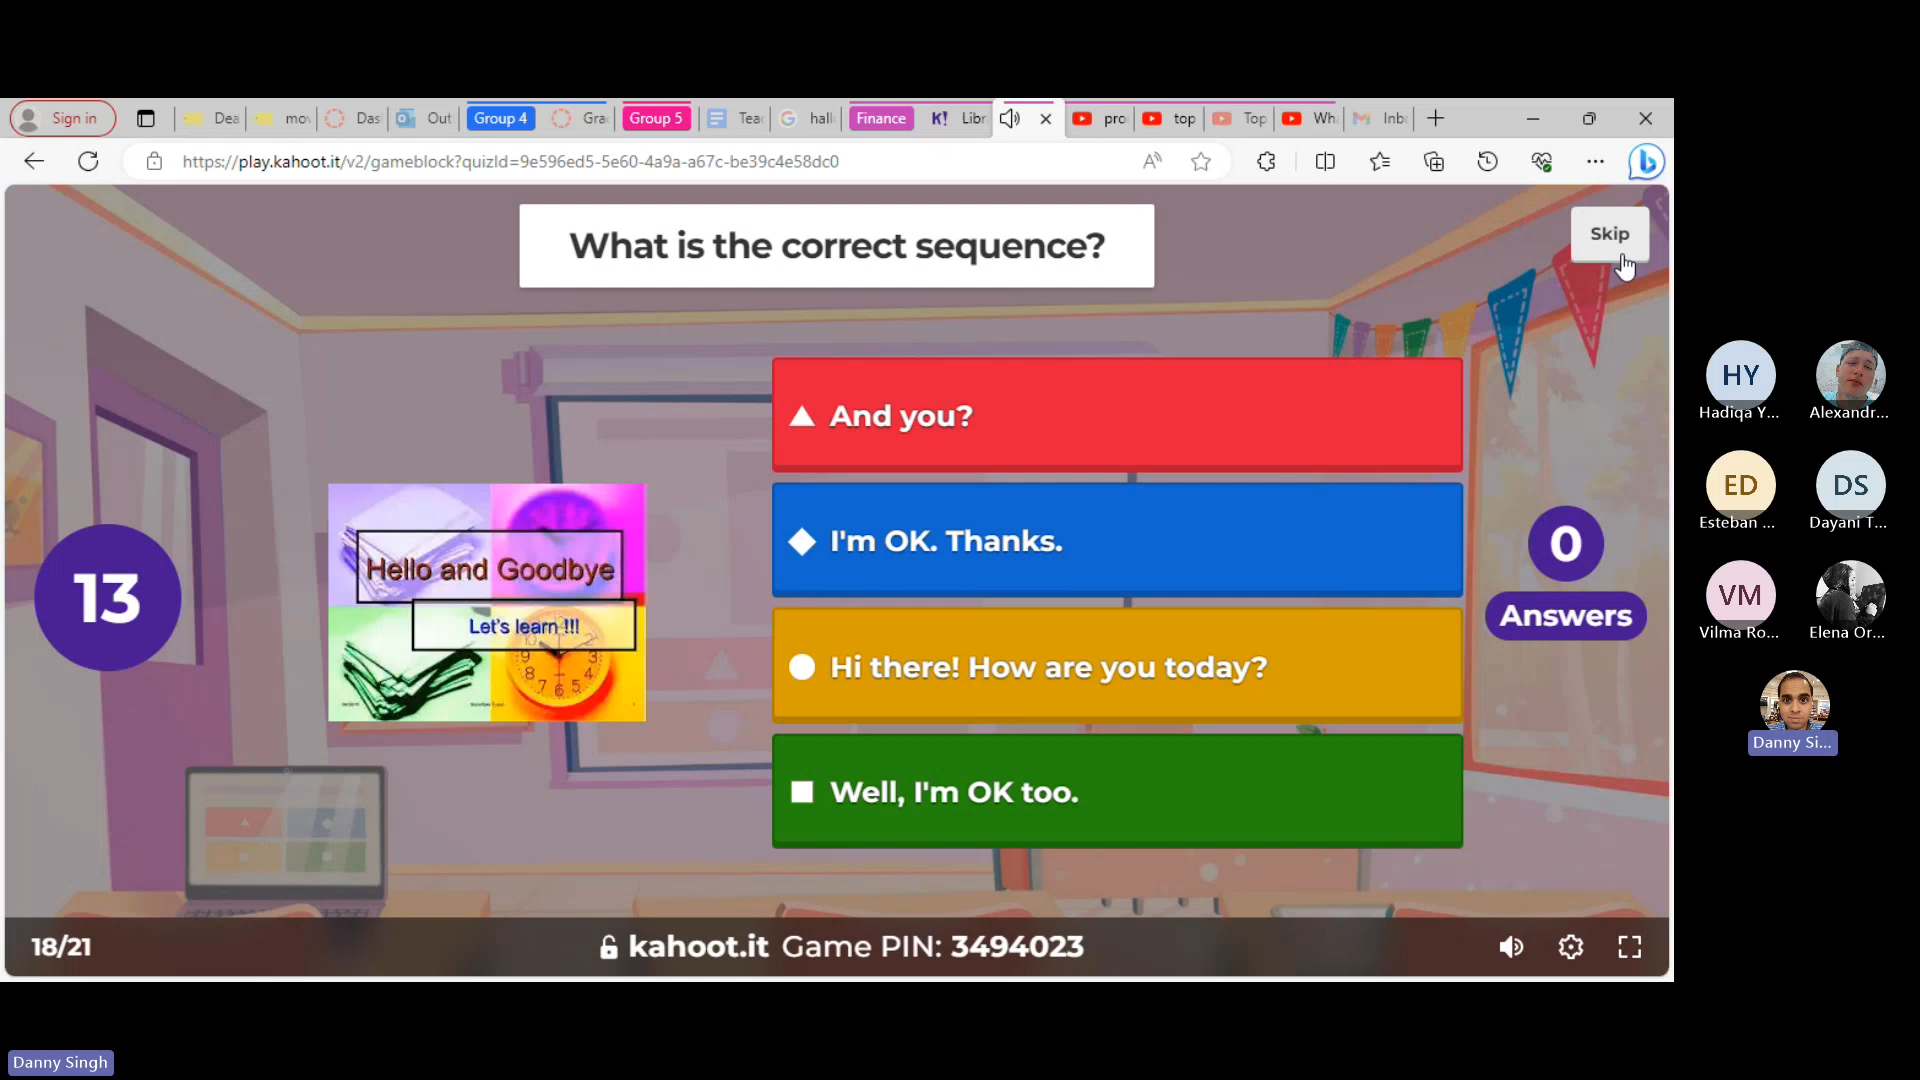 Sign in
Dea
mov
Das
Out
Group 4
Gra
Group 5
Tea
hall
Finance
K! Libr
pro
top
Top
Wh
Inb
https://play.kahoot.it/v2/gameblock?quizId=9e596ed5-5e60-4a9a-a67c-be39c4e58dc0
What is the correct sequence?
Skip
And you?
I'm OK. Thanks.
Hi there! How are you today?
Well, I'm OK too.
13
Hello and Goodbye
Let's learn !!!
0
Answers
18/21
kahoot.it Game PIN: 3494023
HY
Hadiqa Y...
Alexandr...
ED
Esteban ...
DS
Dayani T...
VM
Vilma Ro...
Elena Or...
Danny Si...
Danny Singh